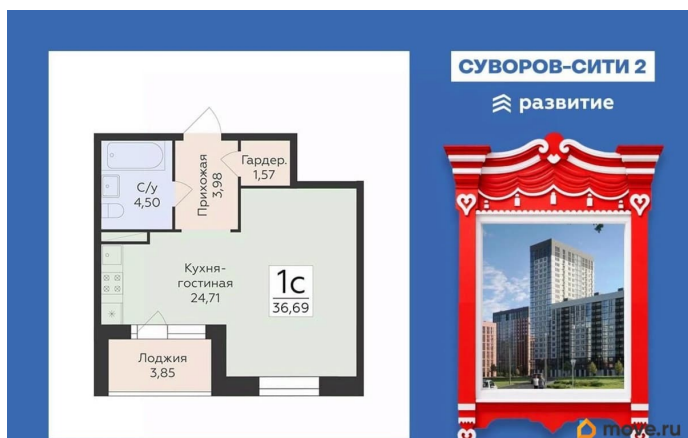 СУВОРОВ-СИТИ 2
развитие
Гардер.
1,57
Прихожая
3,98
С/у
4,50
Кухня-
гостиная
24,71
1С
36,69
Лоджия
3,85
move.ru